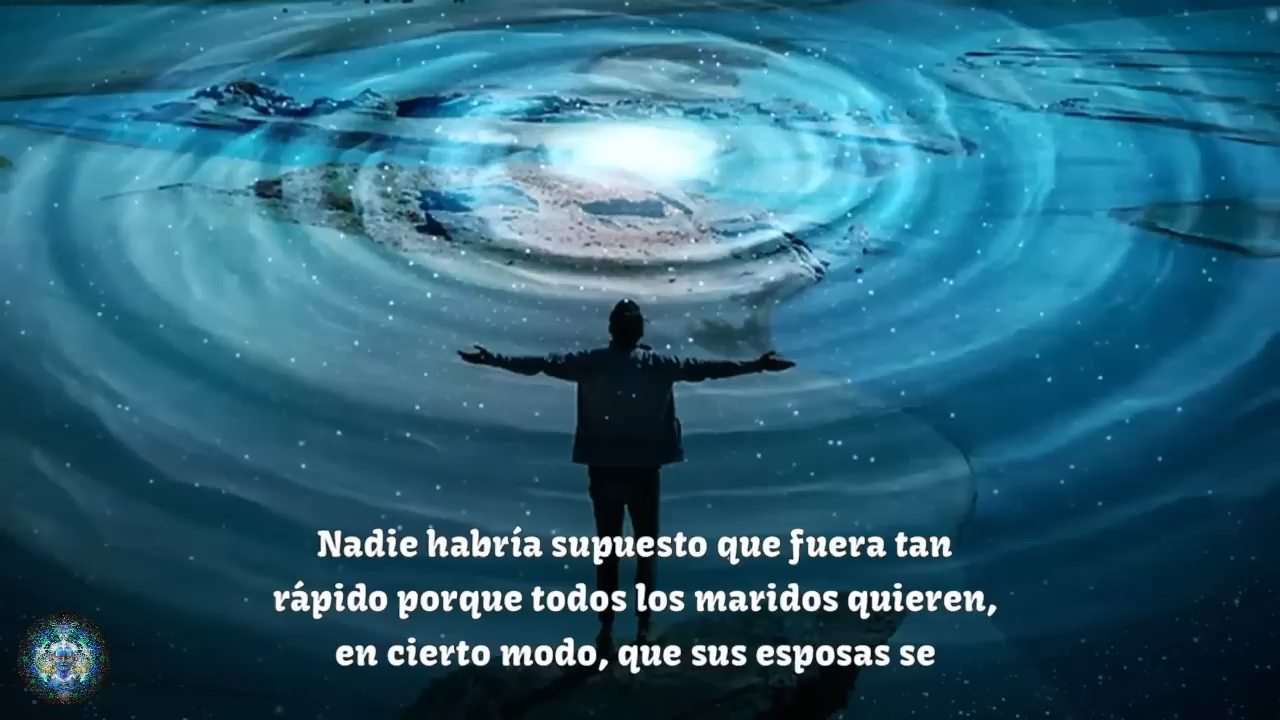 Nadie habría supuesto que fuera tan
rápido porque todos los maridos quieren,
en cierto modo, que sus esposas se